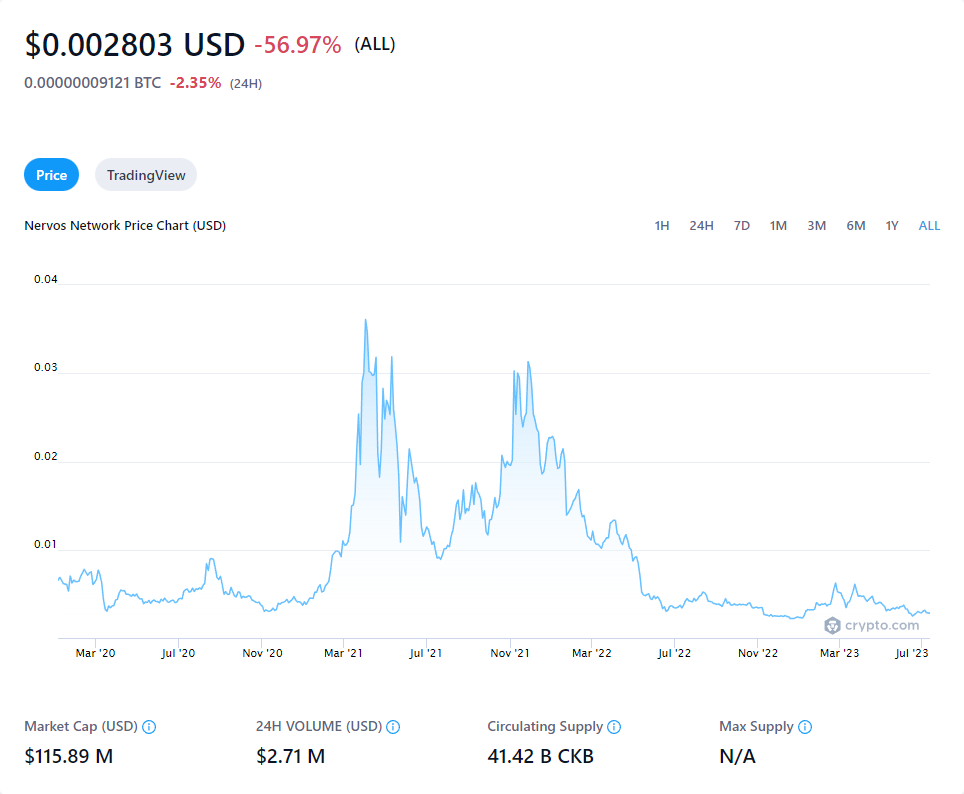 $0.002803 USD -56.97% (ALL)
0.00000009121 BTC -2.35% (24H)
Price TradingView
Nervos Network Price Chart (USD) 1H 24H 7D 1M 3M 6M 1Y ALL
0.04
0.03
0.02
0.01
crypto.com
Mar '20 Jul '20 Nov '20 Mar '21 Jul '21 Nov '21 Mar '22 Jul '22 Nov '22 Mar '23 Jul '23
Market Cap (USD) 24H VOLUME (USD) Circulating Supply Max Supply
$115.89 M $2.71 M 41.42 B CKB N/A